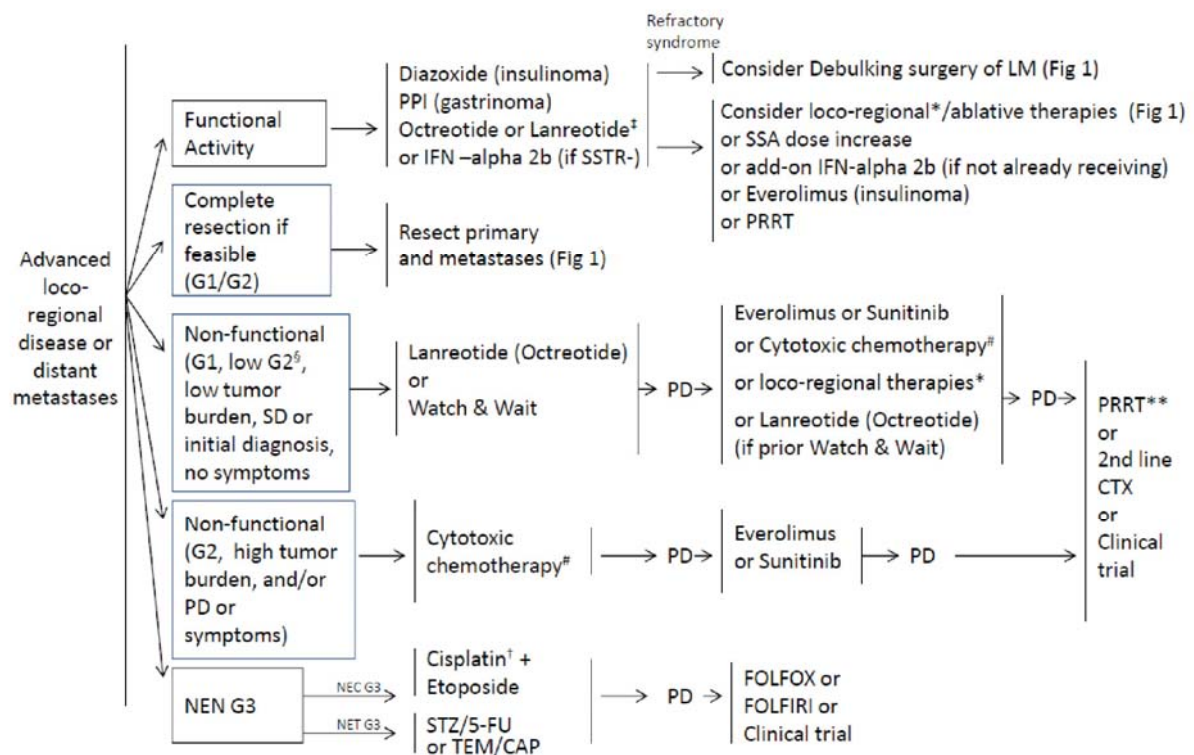 Refractory
syndrome
Diazoxide (insulinoma)
PPI (gastrinoma)
Octreotide or Lanreotide‡
or IFN –alpha 2b (if SSTR-)
Consider Debulking surgery of LM (Fig 1)
Consider loco-regional*/ablative therapies (Fig 1)
or SSA dose increase
or add-on IFN-alpha 2b (if not already receiving)
or Everolimus (insulinoma)
or PRRT
Functional
Activity
Complete
resection if
feasible
(G1/G2)
Resect primary
and metastases (Fig 1)
Advanced
loco-
regional
disease or
distant
metastases
Non-functional
(G1, low G2§,
low tumor
burden, SD or
initial diagnosis,
no symptoms
Lanreotide (Octreotide)
or
Watch & Wait
PD
Everolimus or Sunitinib
or Cytotoxic chemotherapy#
or loco-regional therapies*
or Lanreotide (Octreotide)
(if prior Watch & Wait)
PD
PRRT**
or
2nd line
CTX
or
Clinical
trial
Non-functional
(G2, high tumor
burden, and/or
PD or
symptoms)
Cytotoxic
chemotherapy#
PD
Everolimus
or Sunitinib
PD
NEN G3
NEC G3
Cisplatin† +
Etoposide
NET G3
STZ/5-FU
or TEM/CAP
PD
FOLFOX or
FOLFIRI or
Clinical trial